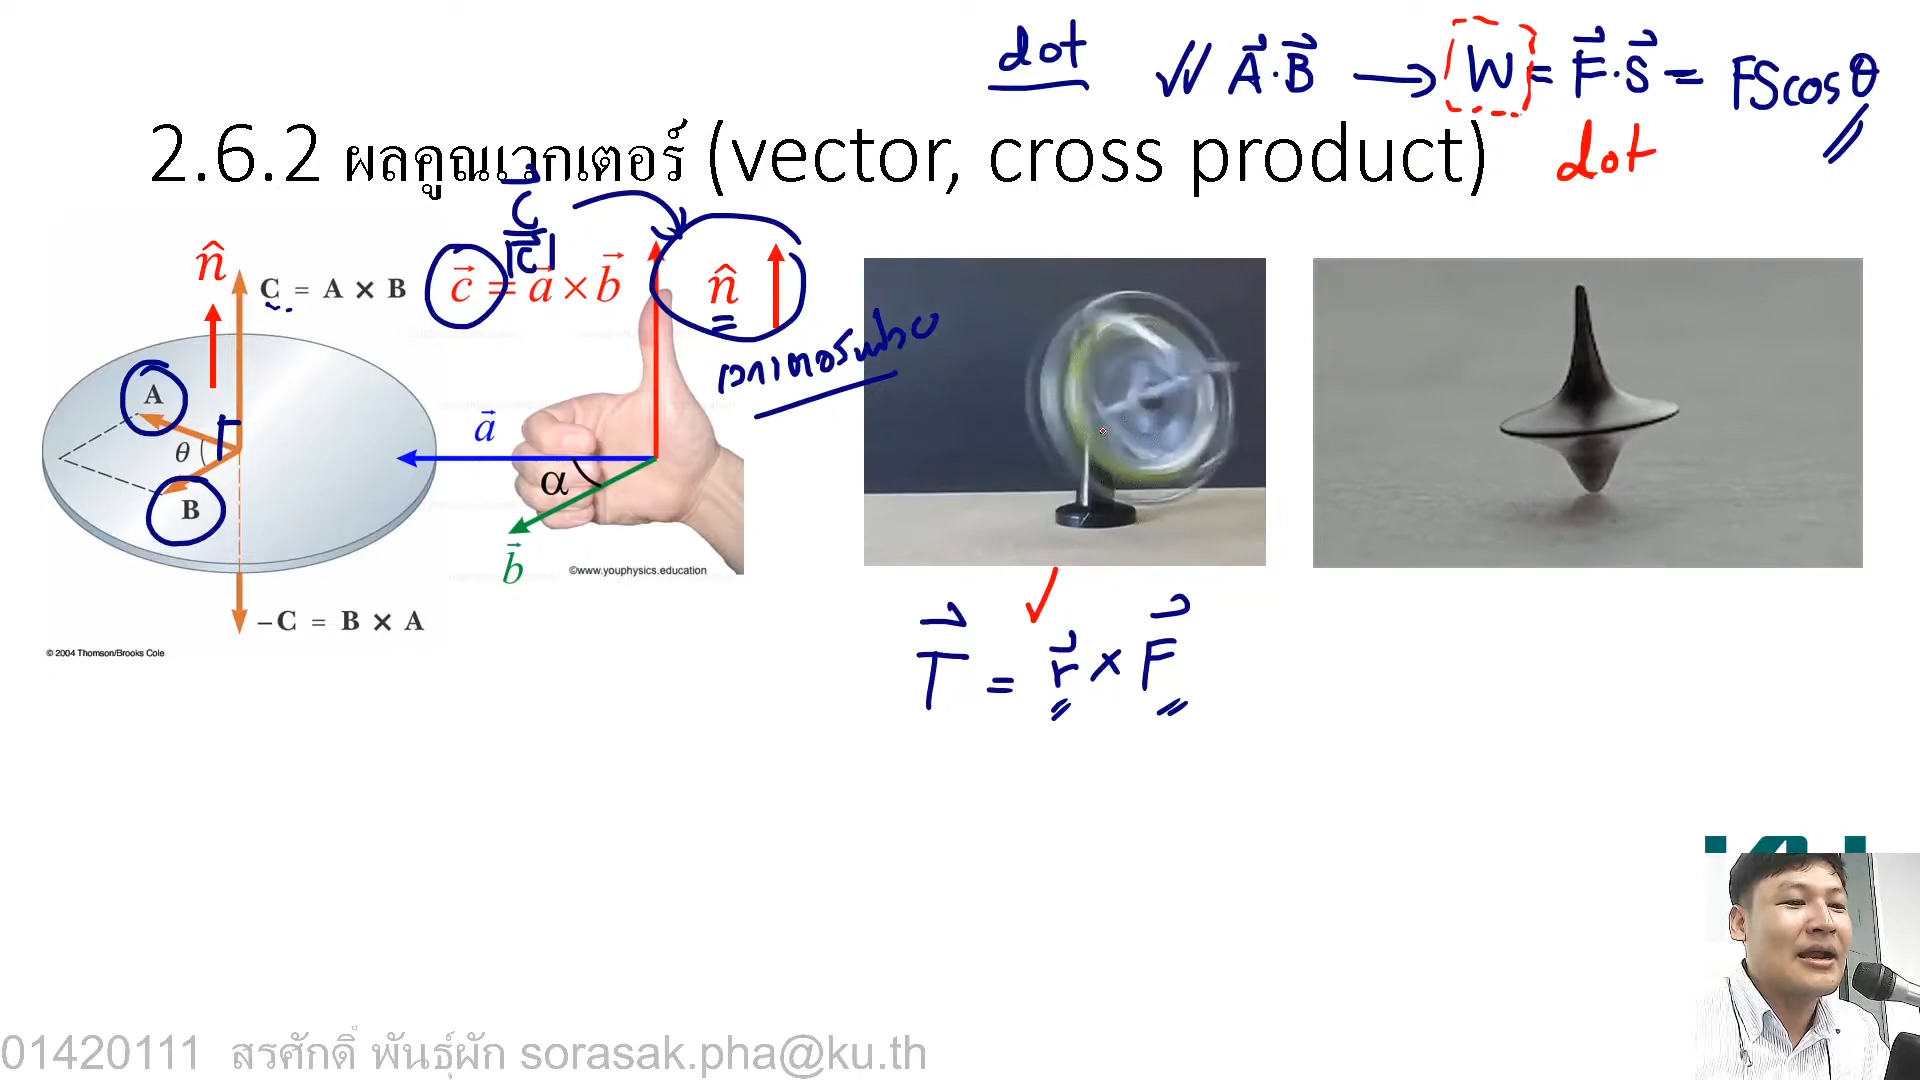 dot // A⃗·B⃗ → W = F⃗·S⃗ = FS cos θ
2.6.2 ผลคูณเวกเตอร์ (vector, cross product) dot
n̂ C = A × B
c⃗ = a⃗ × b⃗ n̂
C⃗
|C⃗|
เวกเตอร์หน่วย
A
θ
B
a⃗
α
b⃗
©www.youphysics.education
–C = B × A
© 2004 Thomson/Brooks Cole
T⃗ = r⃗ × F⃗
01420111 สรศักดิ์ พันธุ์ผัก sorasak.pha@ku.th